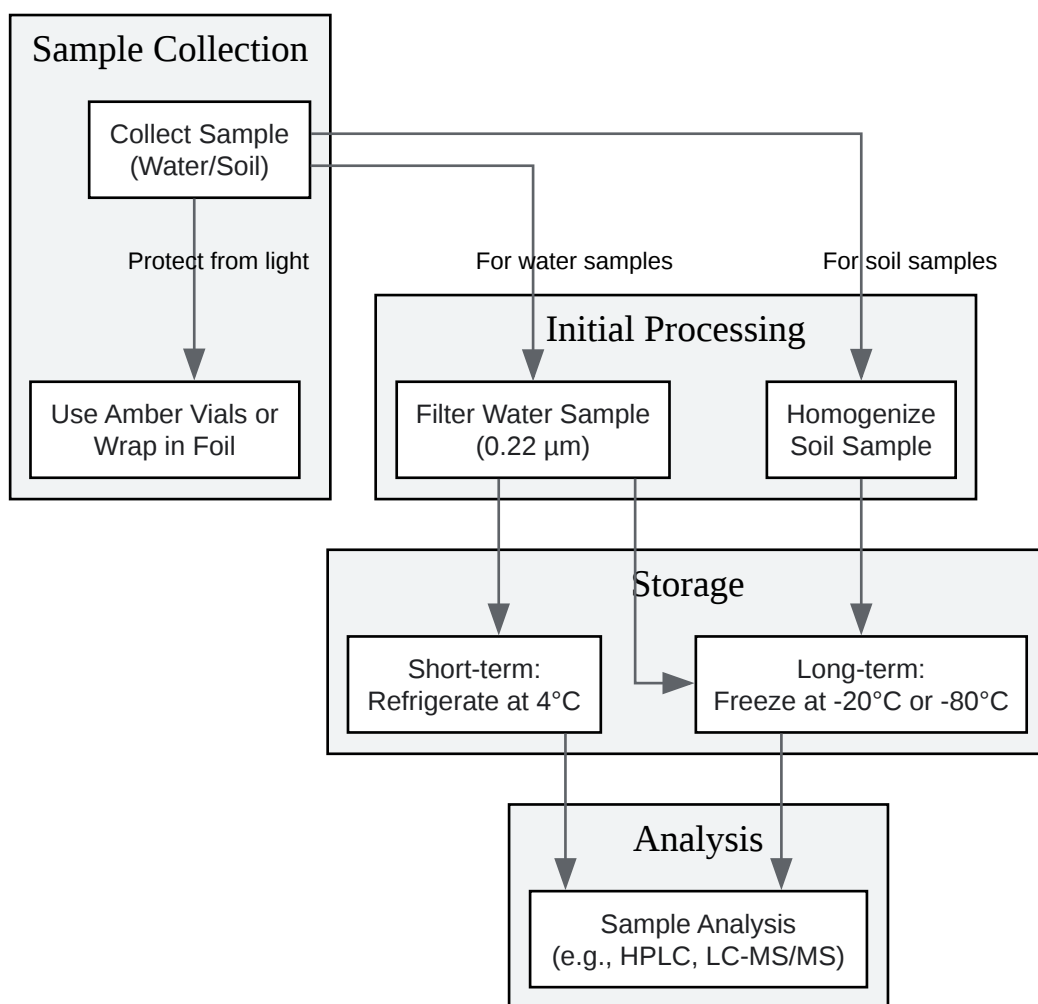 Sample Collection
Collect Sample
(Water/Soil)
Protect from light
For water samples
For soil samples
Use Amber Vials or
Wrap in Foil
Initial Processing
Filter Water Sample
(0.22 µm)
Homogenize
Soil Sample
Storage
Short-term:
Refrigerate at 4°C
Long-term:
Freeze at -20°C or -80°C
Analysis
Sample Analysis
(e.g., HPLC, LC-MS/MS)